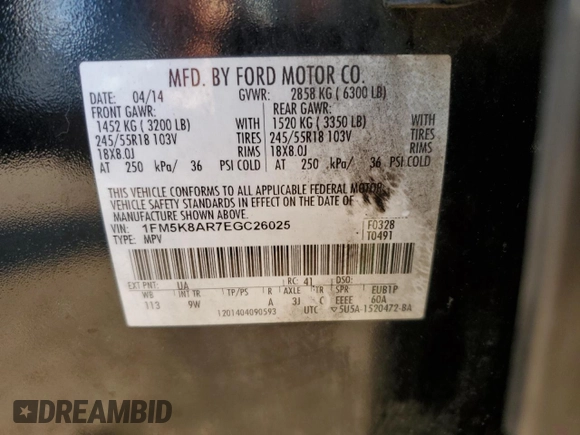 MFD. BY FORD MOTOR CO.
DATE: 04/14 GVWR: 2858 KG ( 6300 LB)
FRONT GAWR: REAR GAWR:
1452 KG ( 3200 LB) WITH 1520 KG ( 3350 LB) WITH
245/55R18 103V TIRES 245/55R18 103V TIRES
18X8.0J RIMS 18X8.0J RIMS
AT 250 kPa/ 36 PSI COLD AT 250 kPa/ 36 PSI COLD
THIS VEHICLE CONFORMS TO ALL APPLICABLE FEDERAL MOTOR
VEHICLE SAFETY STANDARDS IN EFFECT ON THE DATE OF
MANUFACTURE SHOWN ABOVE.
VIN: 1FM5K8AR7EGC26025 F0328
TYPE: MPV T0491
EXT PNT: UA RC: 41 DSO:
WB INT TR TP/PS R AXLE TR SPR EUB1P
113 9W A 3J C EEEE 60A
1201404090593 UTC 5U5A-1520472-BA
DREAMBID